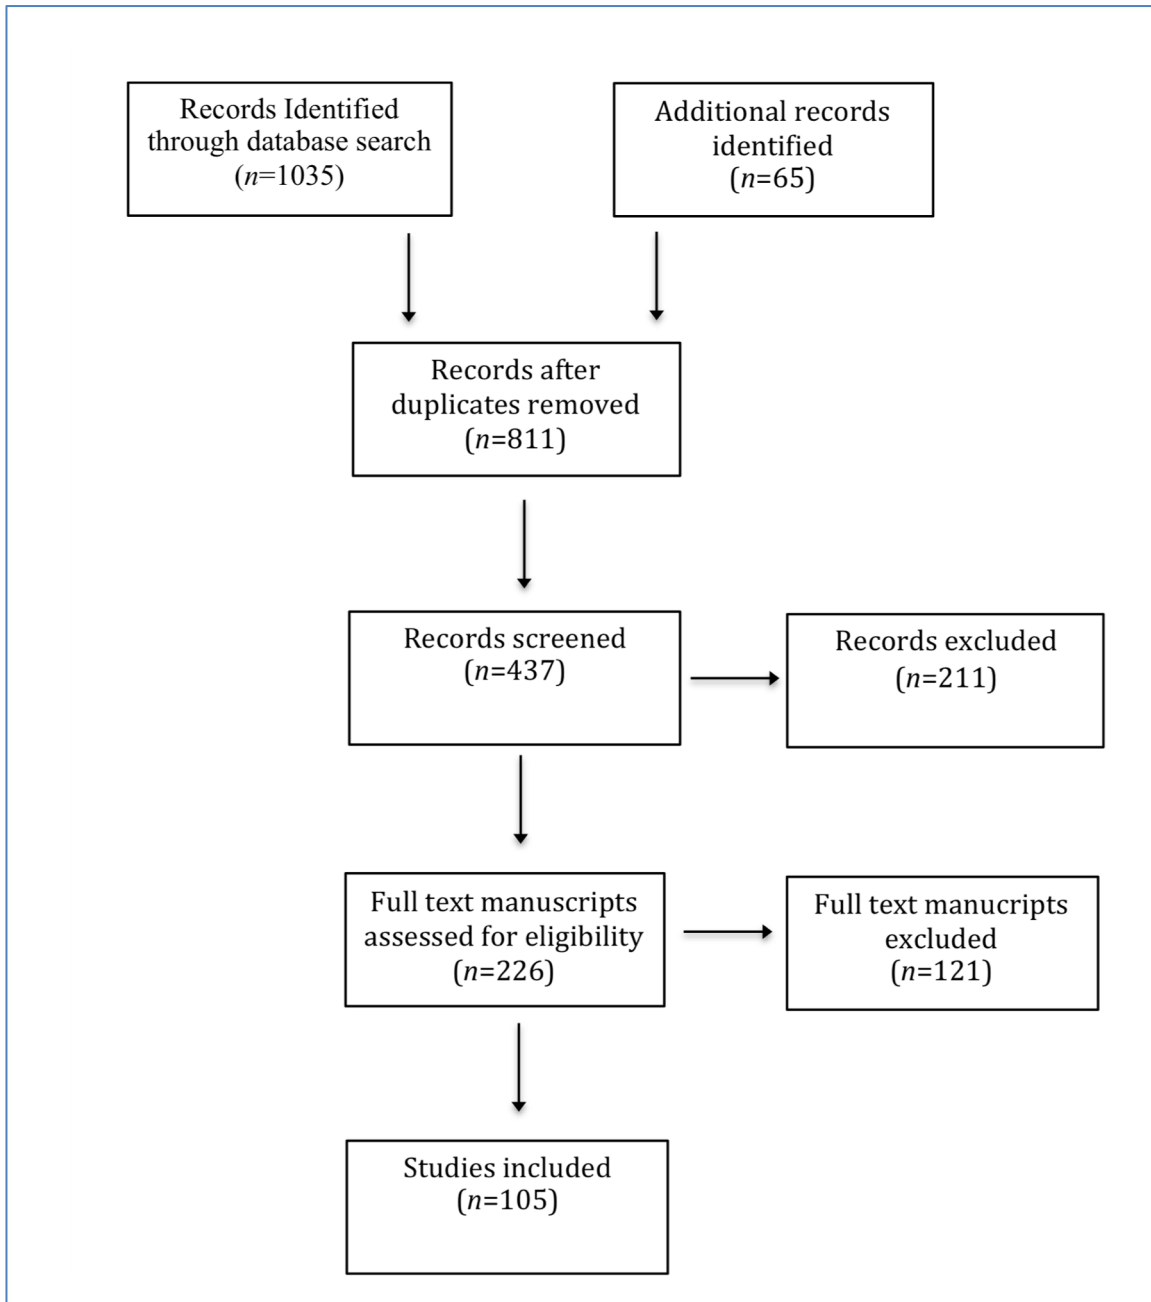 Records Identified
through database search
(n=1035)
Additional records
identified
(n=65)
Records after
duplicates removed
(n=811)
Records screened
(n=437)
Records excluded
(n=211)
Full text manuscripts
assessed for eligibility
(n=226)
Full text manucripts
excluded
(n=121)
Studies included
(n=105)